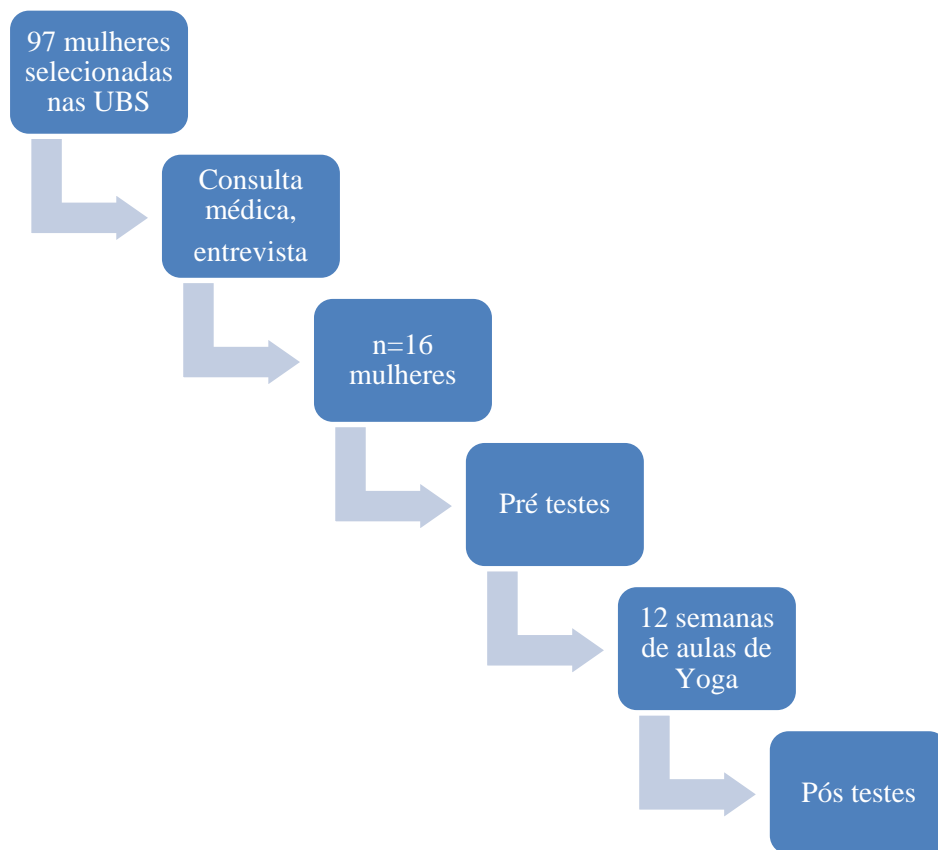 97 mulheres
selecionadas
nas UBS
Consulta
médica,
entrevista
n=16
mulheres
Pré testes
12 semanas
de aulas de
Yoga
Pós testes